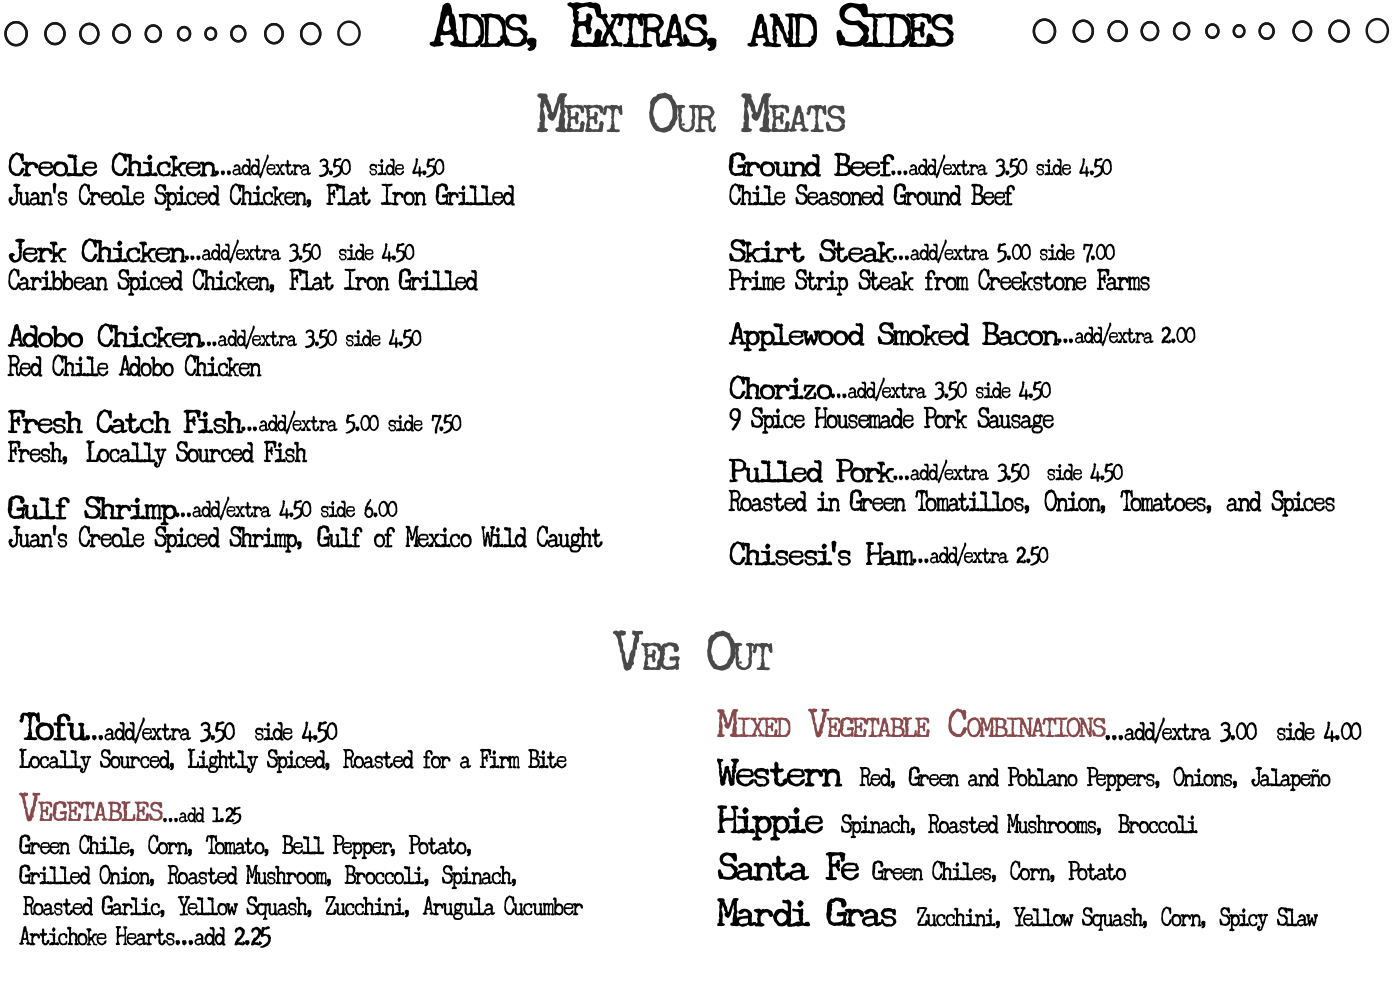 Adds, Extras, and Sides
Meet Our Meats
Creole Chicken...add/extra 3.50 side 4.50
Juan's Creole Spiced Chicken, Flat Iron Grilled
Jerk Chicken...add/extra 3.50 side 4.50
Caribbean Spiced Chicken, Flat Iron Grilled
Adobo Chicken...add/extra 3.50 side 4.50
Red Chile Adobo Chicken
Fresh Catch Fish...add/extra 5.00 side 7.50
Fresh, Locally Sourced Fish
Gulf Shrimp...add/extra 4.50 side 6.00
Juan's Creole Spiced Shrimp, Gulf of Mexico Wild Caught
Ground Beef...add/extra 3.50 side 4.50
Chile Seasoned Ground Beef
Skirt Steak...add/extra 5.00 side 7.00
Prime Strip Steak from Creekstone Farms
Applewood Smoked Bacon...add/extra 2.00
Chorizo...add/extra 3.50 side 4.50
9 Spice Housemade Pork Sausage
Pulled Pork...add/extra 3.50 side 4.50
Roasted in Green Tomatillos, Onion, Tomatoes, and Spices
Chisesi's Ham...add/extra 2.50
Veg Out
Tofu...add/extra 3.50 side 4.50
Locally Sourced, Lightly Spiced, Roasted for a Firm Bite
Vegetables...add 1.25
Green Chile, Corn, Tomato, Bell Pepper, Potato,
Grilled Onion, Roasted Mushroom, Broccoli, Spinach,
Roasted Garlic, Yellow Squash, Zucchini, Arugula Cucumber
Artichoke Hearts...add 2.25
Mixed Vegetable Combinations...add/extra 3.00 side 4.00
Western Red, Green and Poblano Peppers, Onions, Jalapeño
Hippie Spinach, Roasted Mushrooms, Broccoli
Santa Fe Green Chiles, Corn, Potato
Mardi Gras Zucchini, Yellow Squash, Corn, Spicy Slaw